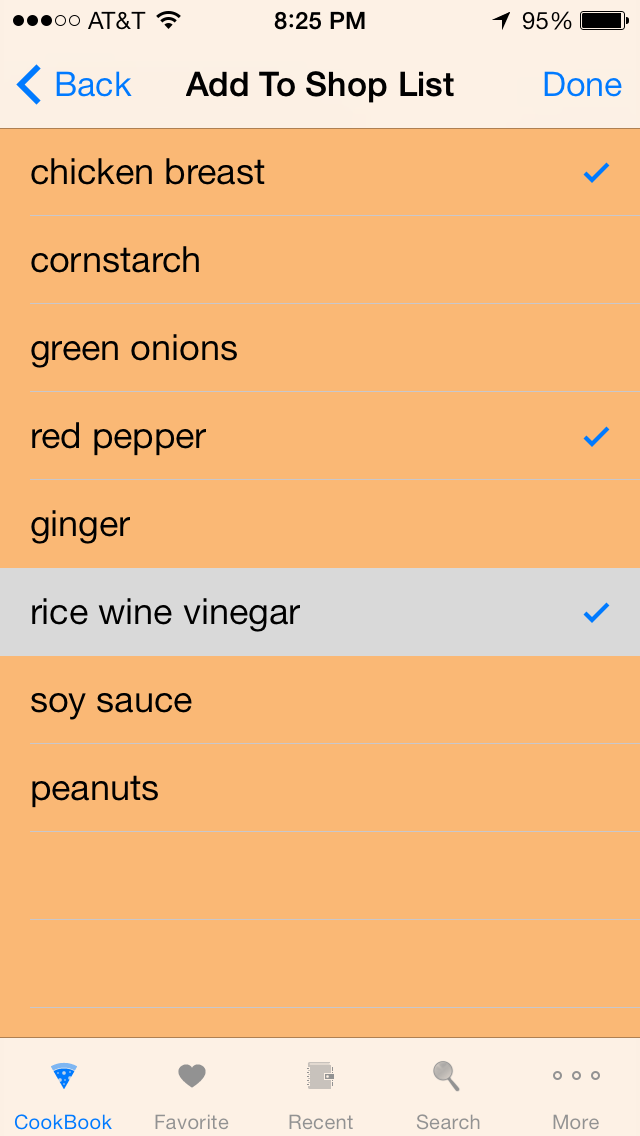 AT&T 8:25 PM 95%
Back Add To Shop List Done
chicken breast
cornstarch
green onions
red pepper
ginger
rice wine vinegar
soy sauce
peanuts
CookBook Favorite Recent Search More